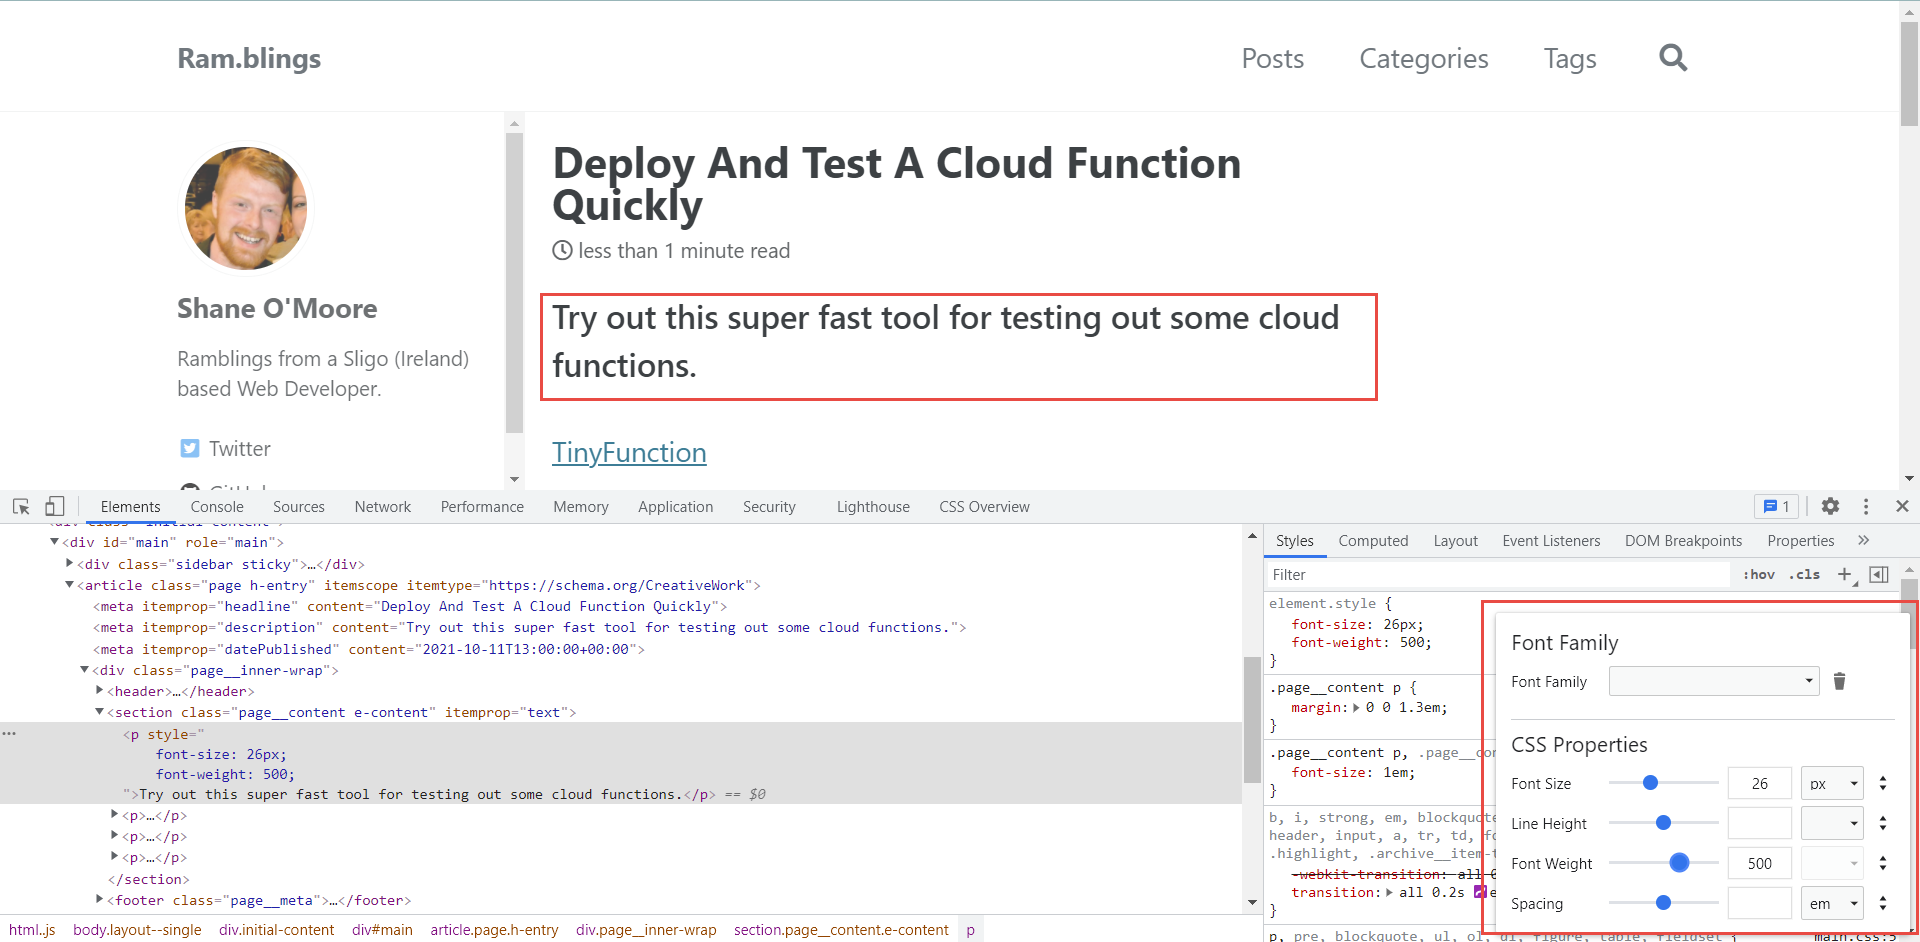 Ram.blings
Posts Categories Tags
Deploy And Test A Cloud Function
Quickly
less than 1 minute read
Shane O'Moore
Ramblings from a Sligo (Ireland)
based Web Developer.
Twitter
Try out this super fast tool for testing out some cloud
functions.
TinyFunction
Elements Console Sources Network Performance Memory Application Security Lighthouse CSS Overview 1
<div id="main" role="main">
<div class="sidebar sticky">…</div>
<article class="page h-entry" itemscope itemtype="https://schema.org/CreativeWork">
<meta itemprop="headline" content="Deploy And Test A Cloud Function Quickly">
<meta itemprop="description" content="Try out this super fast tool for testing out some cloud functions.">
<meta itemprop="datePublished" content="2021-10-11T13:00:00+00:00">
<div class="page__inner-wrap">
<header>…</header>
<section class="page__content e-content" itemprop="text">
<p style="
font-size: 26px;
font-weight: 500;
">Try out this super fast tool for testing out some cloud functions.</p> == $0
<p>…</p>
<p>…</p>
<p>…</p>
</section>
<footer class="page__meta">…</footer>
html.js body.layout--single div.initial-content div#main article.page.h-entry div.page__inner-wrap section.page__content.e-content p
Styles Computed Layout Event Listeners DOM Breakpoints Properties »
Filter :hov .cls +
element.style {
font-size: 26px;
font-weight: 500;
}
.page__content p {
margin: 0 0 1.3em;
}
.page__content p, .page__con
font-size: 1em;
}
b, i, strong, em, blockquote
header, input, a, tr, td, fo
.highlight, .archive__item-t
-webkit-transition: all 0
transition: all 0.2s e
}
p, pre, blockquote, ul, ol, dl, figure, table, fieldset { main.css:5
Font Family
Font Family
CSS Properties
Font Size 26 px
Line Height
Font Weight 500
Spacing em